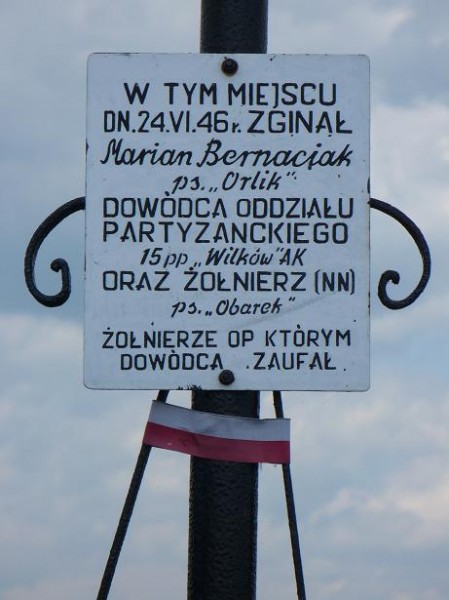 W TYM MIEJSCU
DN.24.VI.46r. ZGINĄŁ
Marian Bernaciak
ps. „Orlik"
DOWÓDCA ODDZIAŁU
PARTYZANCKIEGO
15 pp „Wilków" AK
ORAZ ŻOŁNIERZ (NN)
ps. „Obarek"
ŻOŁNIERZE OP KTÓRYM
DOWÓDCA ZAUFAŁ